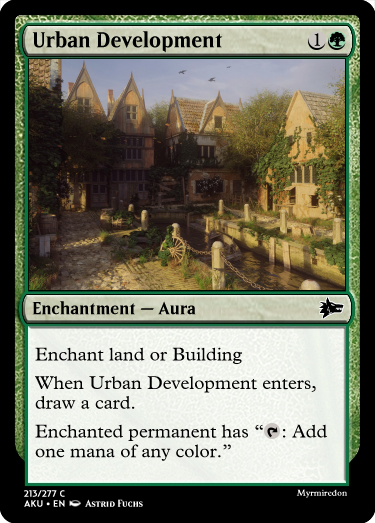 Urban Development 1
Enchantment — Aura
Enchant land or Building
When Urban Development enters,
draw a card.
Enchanted permanent has “: Add
one mana of any color.”
213/277 C
Myrmiredon
AKU • EN Astrid Fuchs